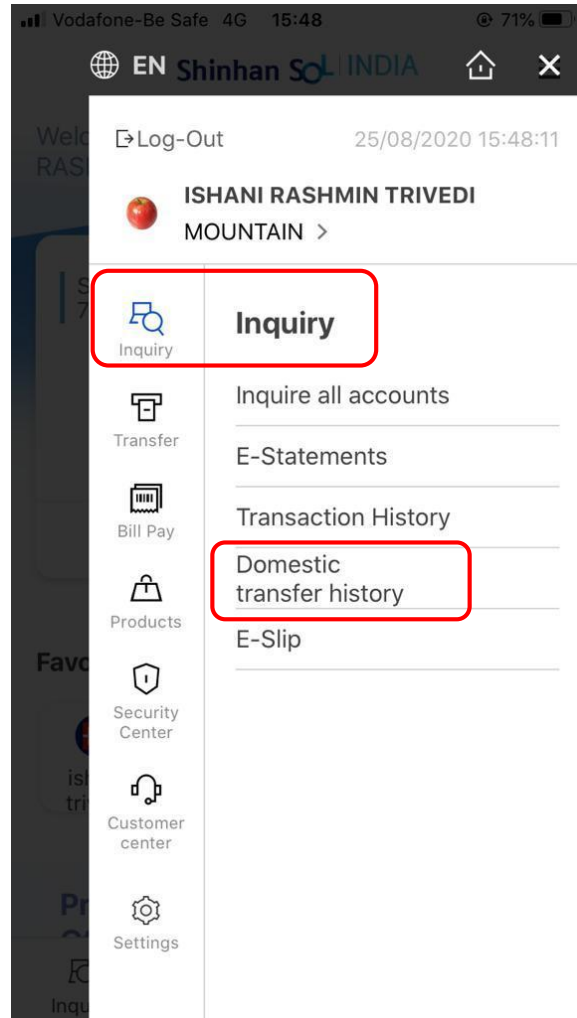 Vodafone-Be Safe 4G 15:48 71%
EN Shinhan SOL INDIA
Log-Out 25/08/2020 15:48:11
ISHANI RASHMIN TRIVEDI
MOUNTAIN >
Inquiry
Inquiry
Inquire all accounts
Transfer
E-Statements
Bill Pay
Transaction History
Domestic
transfer history
Products
E-Slip
Security
Center
Customer
center
Settings